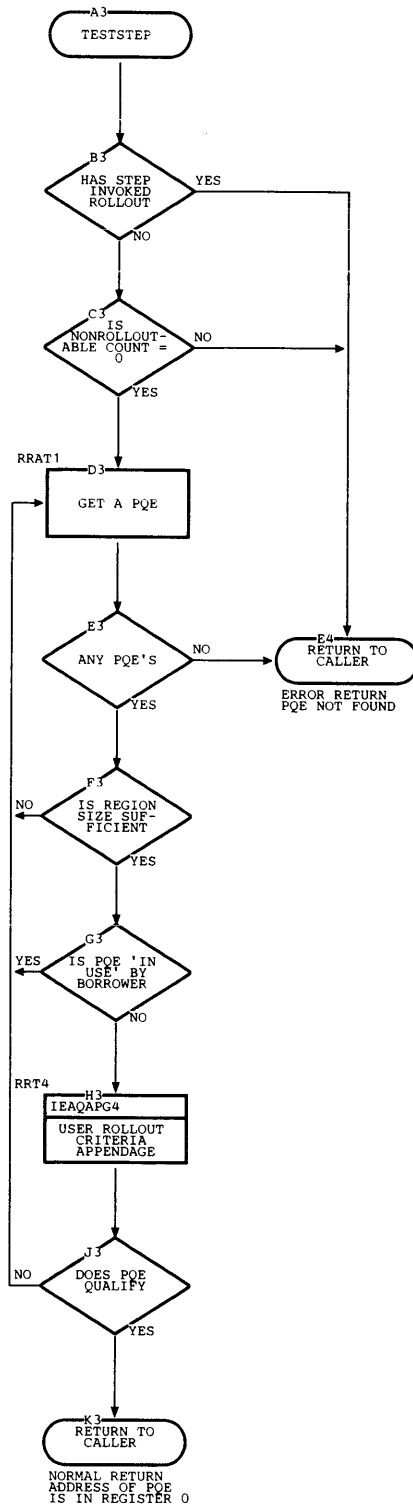 A3
TESTSTEP
B3
HAS STEP
INVOKED
ROLLOUT
YES
NO
C3
IS
NONROLLOUT-
ABLE COUNT =
0
NO
YES
RRAT1
D3
GET A PQE
E3
ANY PQE'S
NO
YES
E4
RETURN TO
CALLER
ERROR RETURN
PQE NOT FOUND
F3
IS REGION
SIZE SUF-
FICIENT
NO
YES
G3
IS PQE 'IN
USE' BY
BORROWER
YES
NO
RRT4
H3
IEAQAPG4
USER ROLLOUT
CRITERIA
APPENDAGE
J3
DOES PQE
QUALIFY
NO
YES
K3
RETURN TO
CALLER
NORMAL RETURN
ADDRESS OF PQE
IS IN REGISTER 0